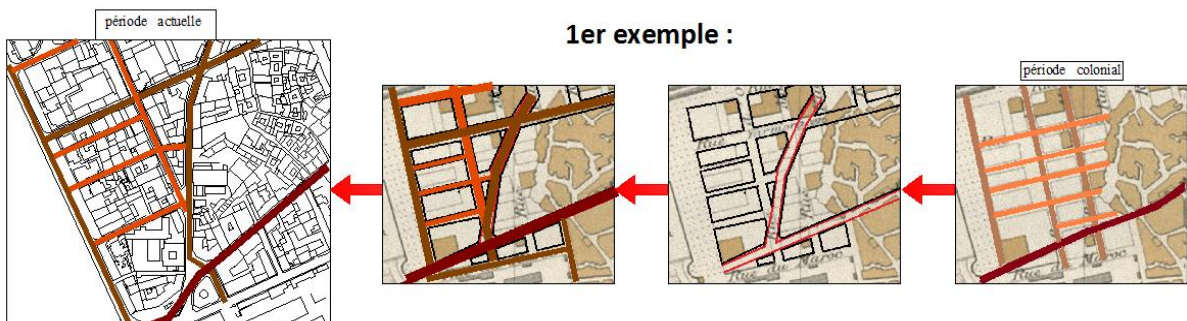 période actuelle
1er exemple :
période colonial
Rue du Maroc
Rue du Maroc